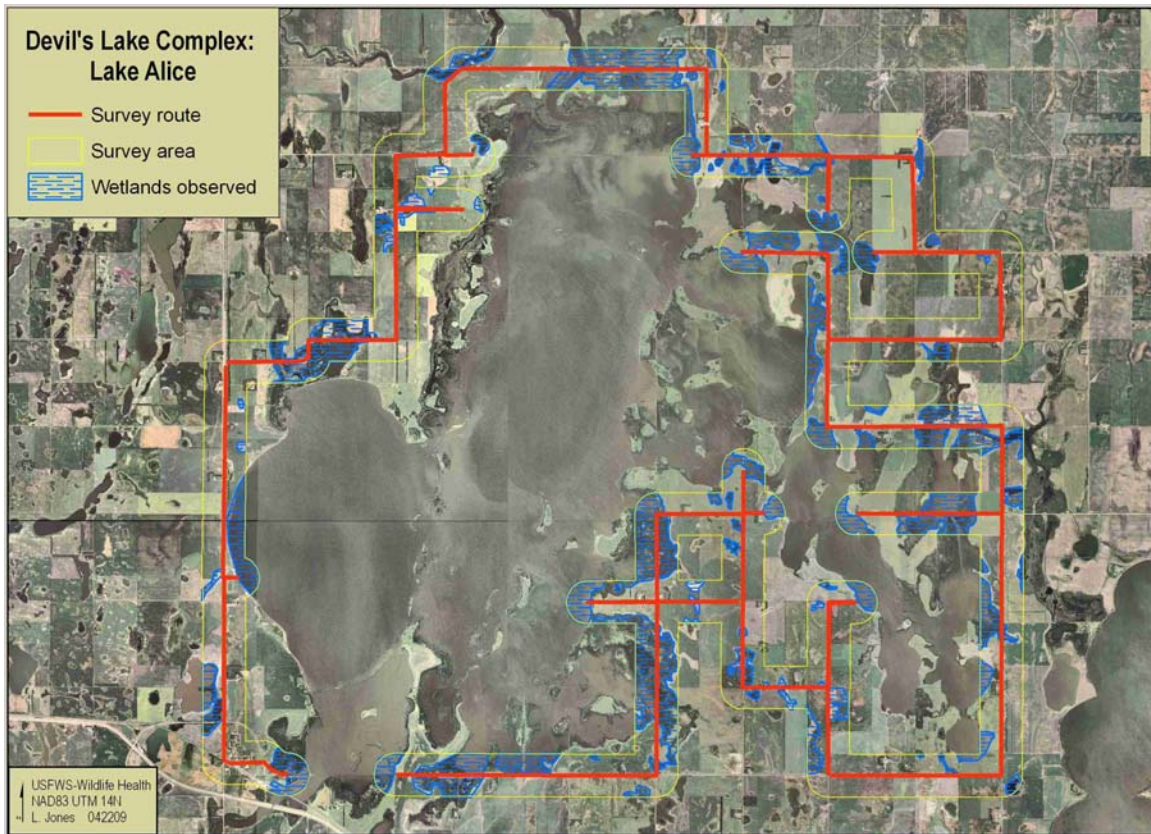 Devil's Lake Complex:
Lake Alice
Survey route
Survey area
Wetlands observed
USFWS-Wildlife Health
NAD83 UTM 14N
L. Jones 042209